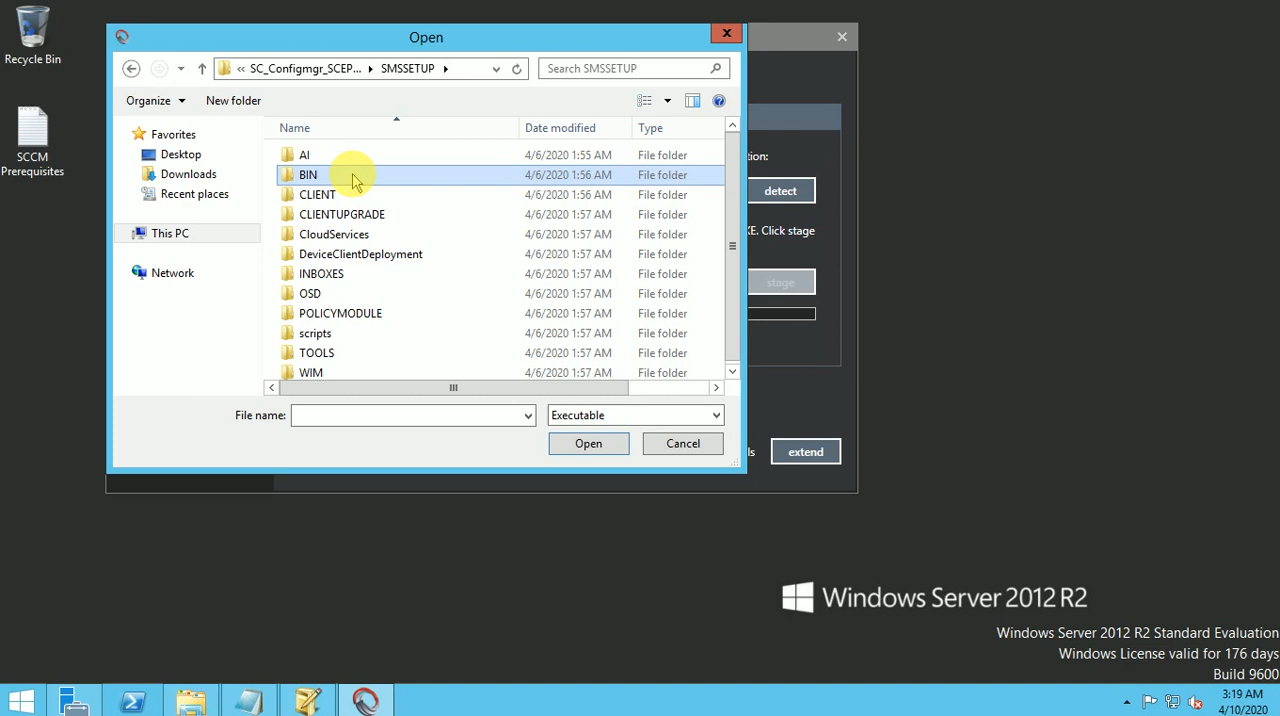 Recycle Bin
SCCM
Prerequisites
Open
« SC_Configmgr_SCEP... SMSSETUP
Search SMSSETUP
Organize New folder
Favorites
Desktop
Downloads
Recent places
This PC
Network
Name Date modified Type
AI 4/6/2020 1:55 AM File folder
BIN 4/6/2020 1:56 AM File folder
CLIENT 4/6/2020 1:56 AM File folder
CLIENTUPGRADE 4/6/2020 1:57 AM File folder
CloudServices 4/6/2020 1:57 AM File folder
DeviceClientDeployment 4/6/2020 1:57 AM File folder
INBOXES 4/6/2020 1:57 AM File folder
OSD 4/6/2020 1:57 AM File folder
POLICYMODULE 4/6/2020 1:57 AM File folder
scripts 4/6/2020 1:57 AM File folder
TOOLS 4/6/2020 1:57 AM File folder
WIM 4/6/2020 1:57 AM File folder
File name: Executable
Open Cancel
ion:
detect
XE. Click stage
stage
ls extend
Windows Server 2012 R2
Windows Server 2012 R2 Standard Evaluation
Windows License valid for 176 days
Build 9600
3:19 AM
4/10/2020